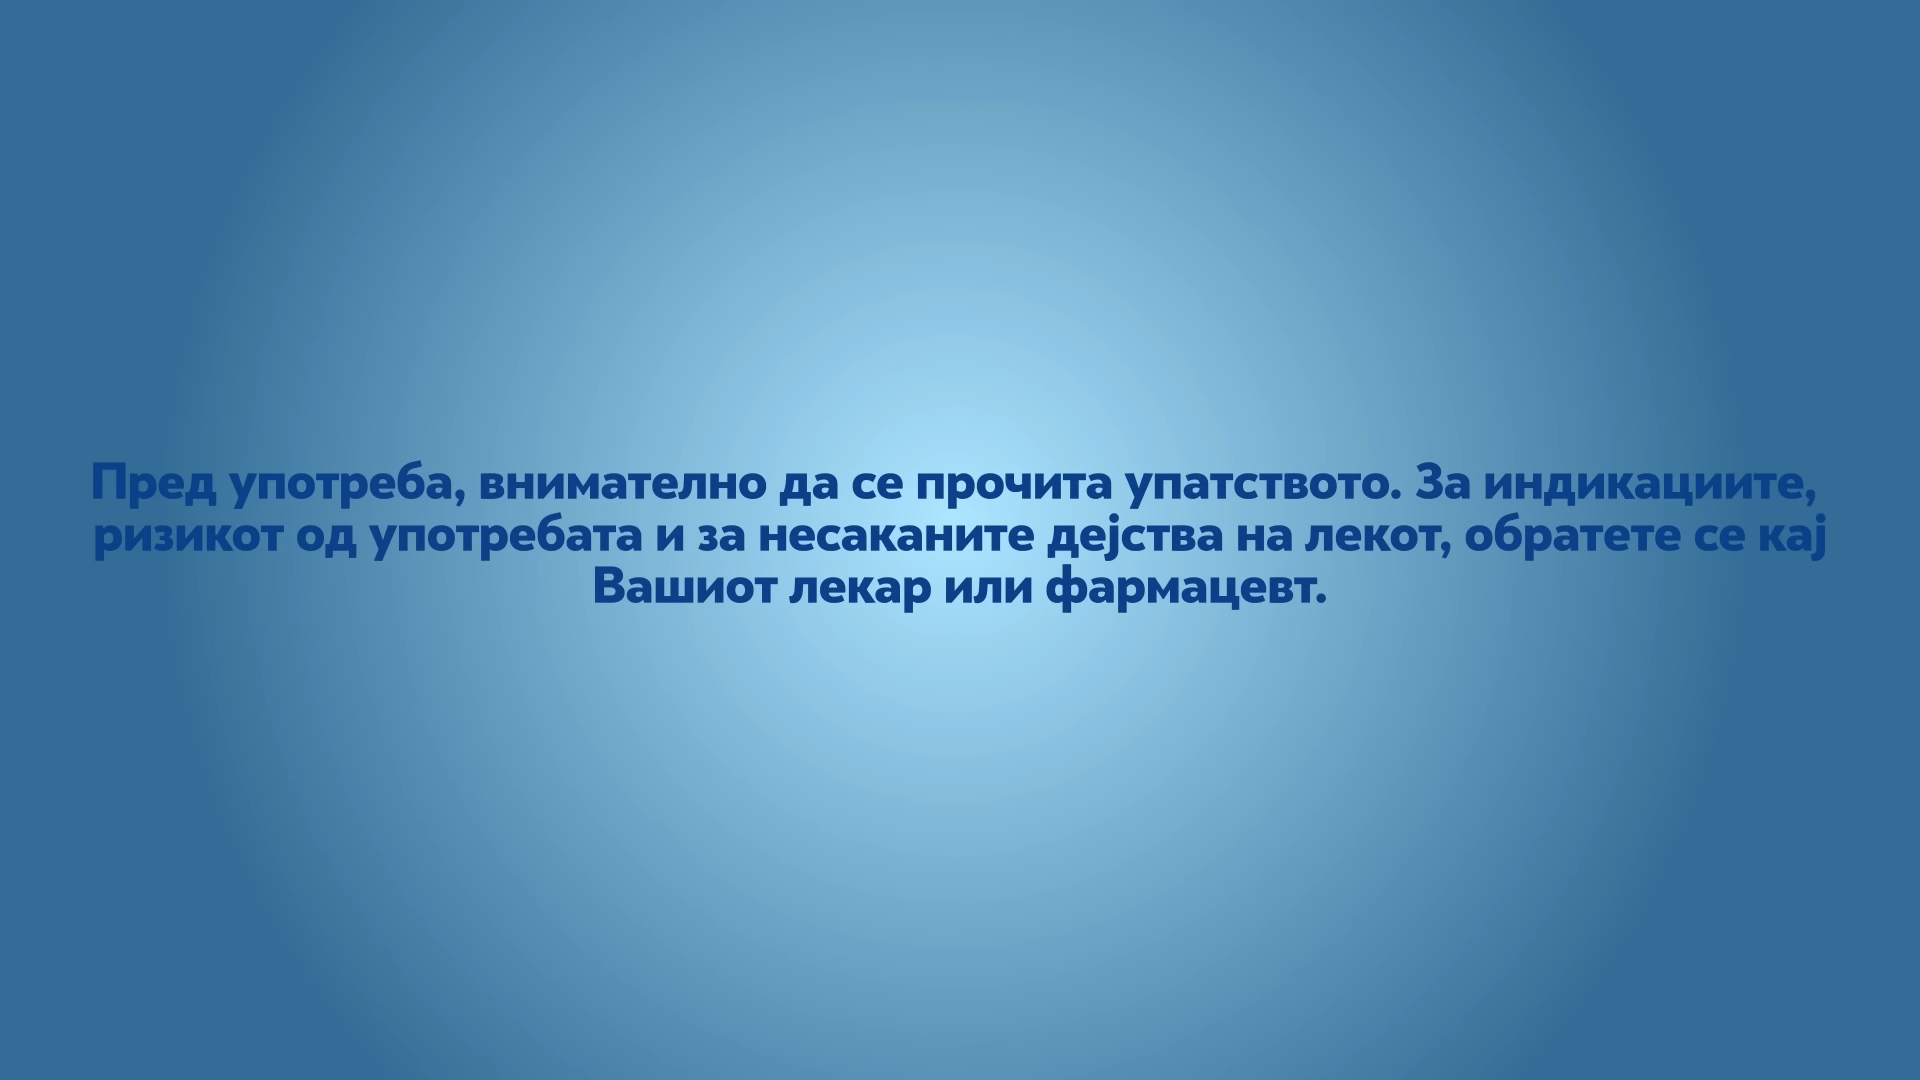 Пред употреба, внимателно да се прочита упатството. За индикациите,
ризикот од употребата и за несаканите дејства на лекот, обратете се кај
Вашиот лекар или фармацевт.